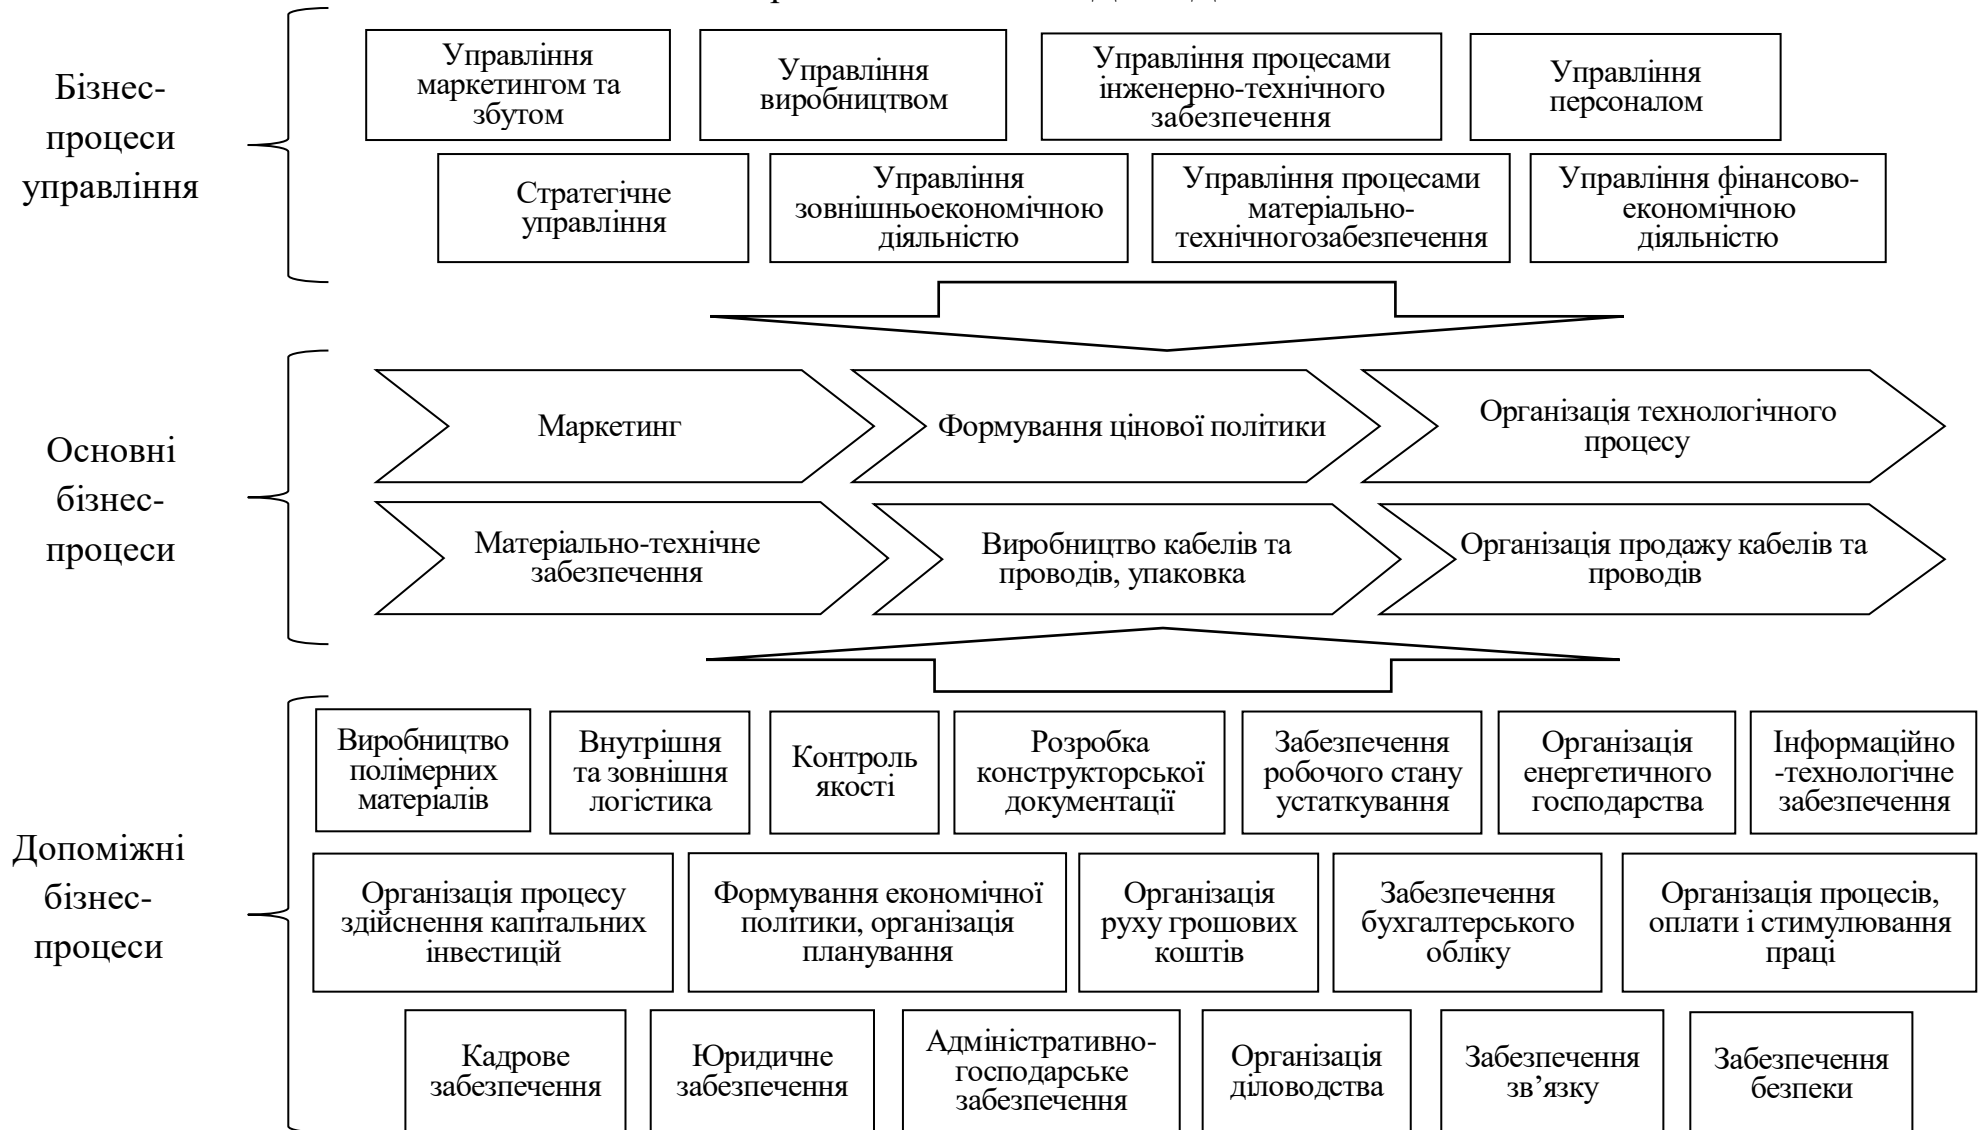 Бізнес-
процеси
управління
Управління
маркетингом та
збутом
Управління
виробництвом
Управління процесами
інженерно-технічного
забезпечення
Управління
персоналом
Стратегічне
управління
Управління
зовнішньоекономічною
діяльністю
Управління процесами
матеріально-
технічногозабезпечення
Управління фінансово-
економічною
діяльністю
Основні
бізнес-
процеси
Маркетинг
Формування цінової політики
Організація технологічного
процесу
Матеріально-технічне
забезпечення
Виробництво кабелів та
проводів, упаковка
Організація продажу кабелів та
проводів
Допоміжні
бізнес-
процеси
Виробництво
полімерних
матеріалів
Внутрішня
та зовнішня
логістика
Контроль
якості
Розробка
конструкторської
документації
Забезпечення
робочого стану
устаткування
Організація
енергетичного
господарства
Інформаційно
-технологічне
забезпечення
Організація процесу
здійснення капітальних
інвестицій
Формування економічної
політики, організація
планування
Організація
руху грошових
коштів
Забезпечення
бухгалтерського
обліку
Організація процесів,
оплати і стимулювання
праці
Кадрове
забезпечення
Юридичне
забезпечення
Адміністративно-
господарське
забезпечення
Організація
діловодства
Забезпечення
зв’язку
Забезпечення
безпеки